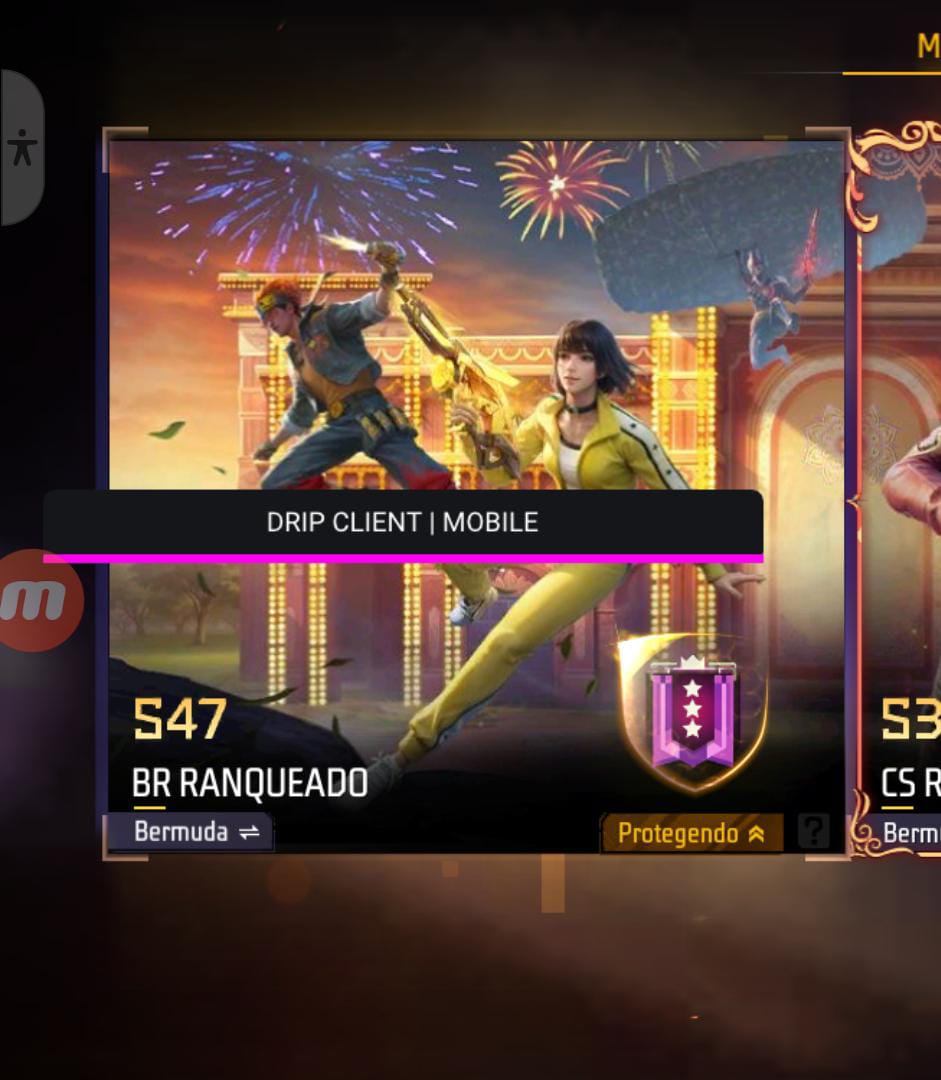 M
DRIP CLIENT | MOBILE
m
S47
BR RANQUEADO
Bermuda
Protegendo
?
S3
CS R
Berm